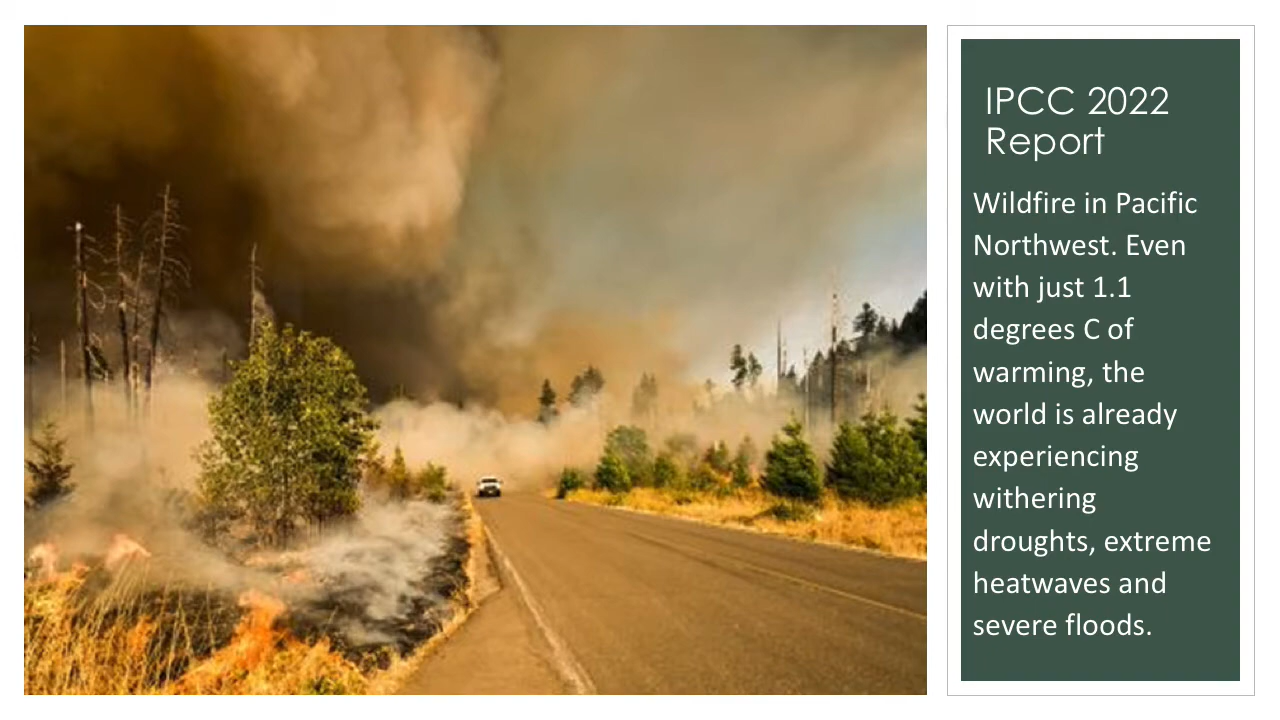 IPCC 2022
Report
Wildfire in Pacific
Northwest. Even
with just 1.1
degrees C of
warming, the
world is already
experiencing
withering
droughts, extreme
heatwaves and
severe floods.